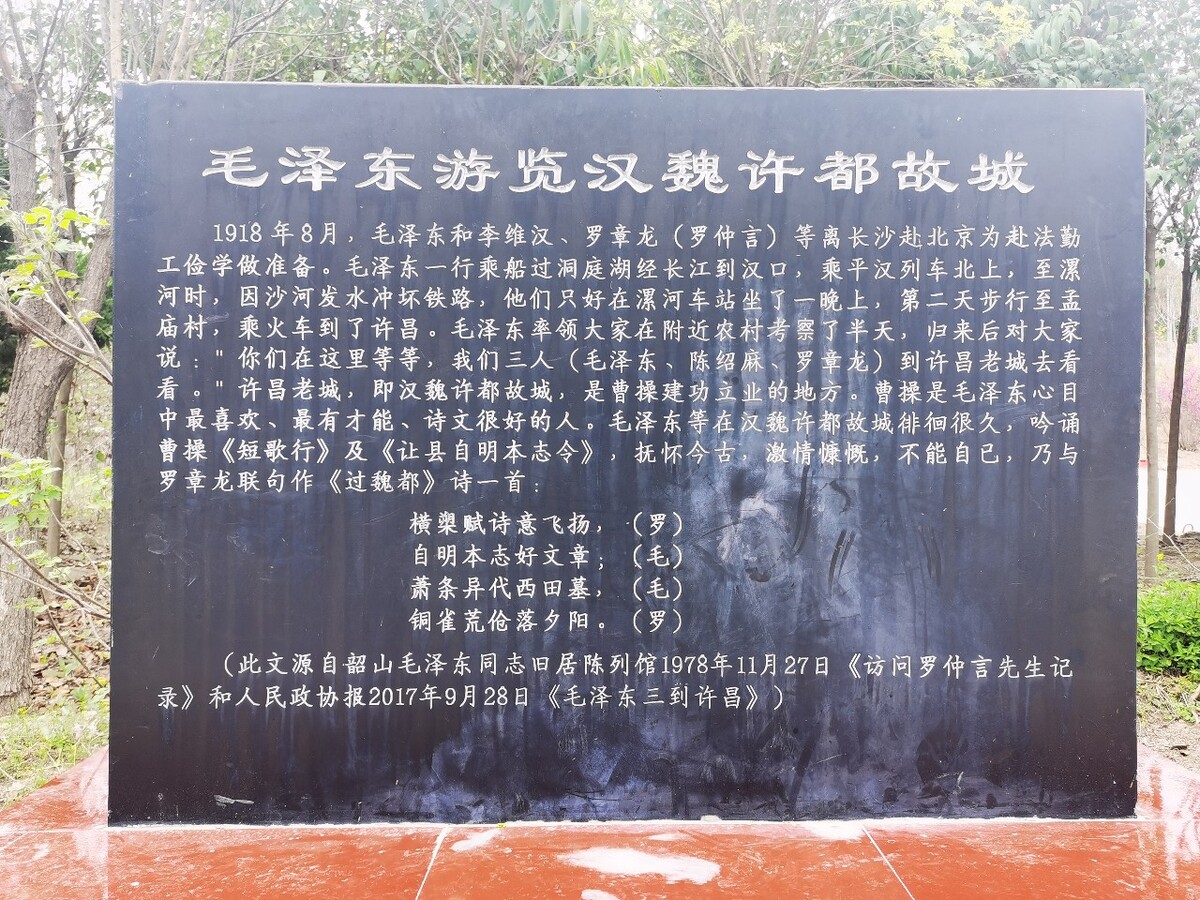 毛泽东游览汉魏许都故城
1918年8月，毛泽东和李维汉、罗章龙（罗仲言）等离长沙赴北京为赴法勤
工俭学做准备。毛泽东一行乘船过洞庭湖经长江到汉口，乘平汉列车北上，至漯
河时，因沙河发水冲坏铁路，他们只好在漯河车站坐了一晚上，第二天步行至孟
庙村，乘火车到了许昌。毛泽东率领大家在附近农村考察了半天，归来后对大家
说："你们在这里等等，我们三人（毛泽东、陈绍麻、罗章龙）到许昌老城去看
看。"许昌老城，即汉魏许都故城，是曹操建功立业的地方。曹操是毛泽东心目
中最喜欢、最有才能、诗文很好的人。毛泽东等在汉魏许都故城徘徊很久，吟诵
曹操《短歌行》及《让县自明本志令》，抚怀今古，激情慷慨，不能自已，乃与
罗章龙联句作《过魏都》诗一首：
横槊赋诗意飞扬，（罗）
自明本志好文章；（毛）
萧条异代西田墓，（毛）
铜雀荒伧落夕阳。（罗）
（此文源自韶山毛泽东同志旧居陈列馆1978年11月27日《访问罗仲言先生记
录》和人民政协报2017年9月28日《毛泽东三到许昌》）